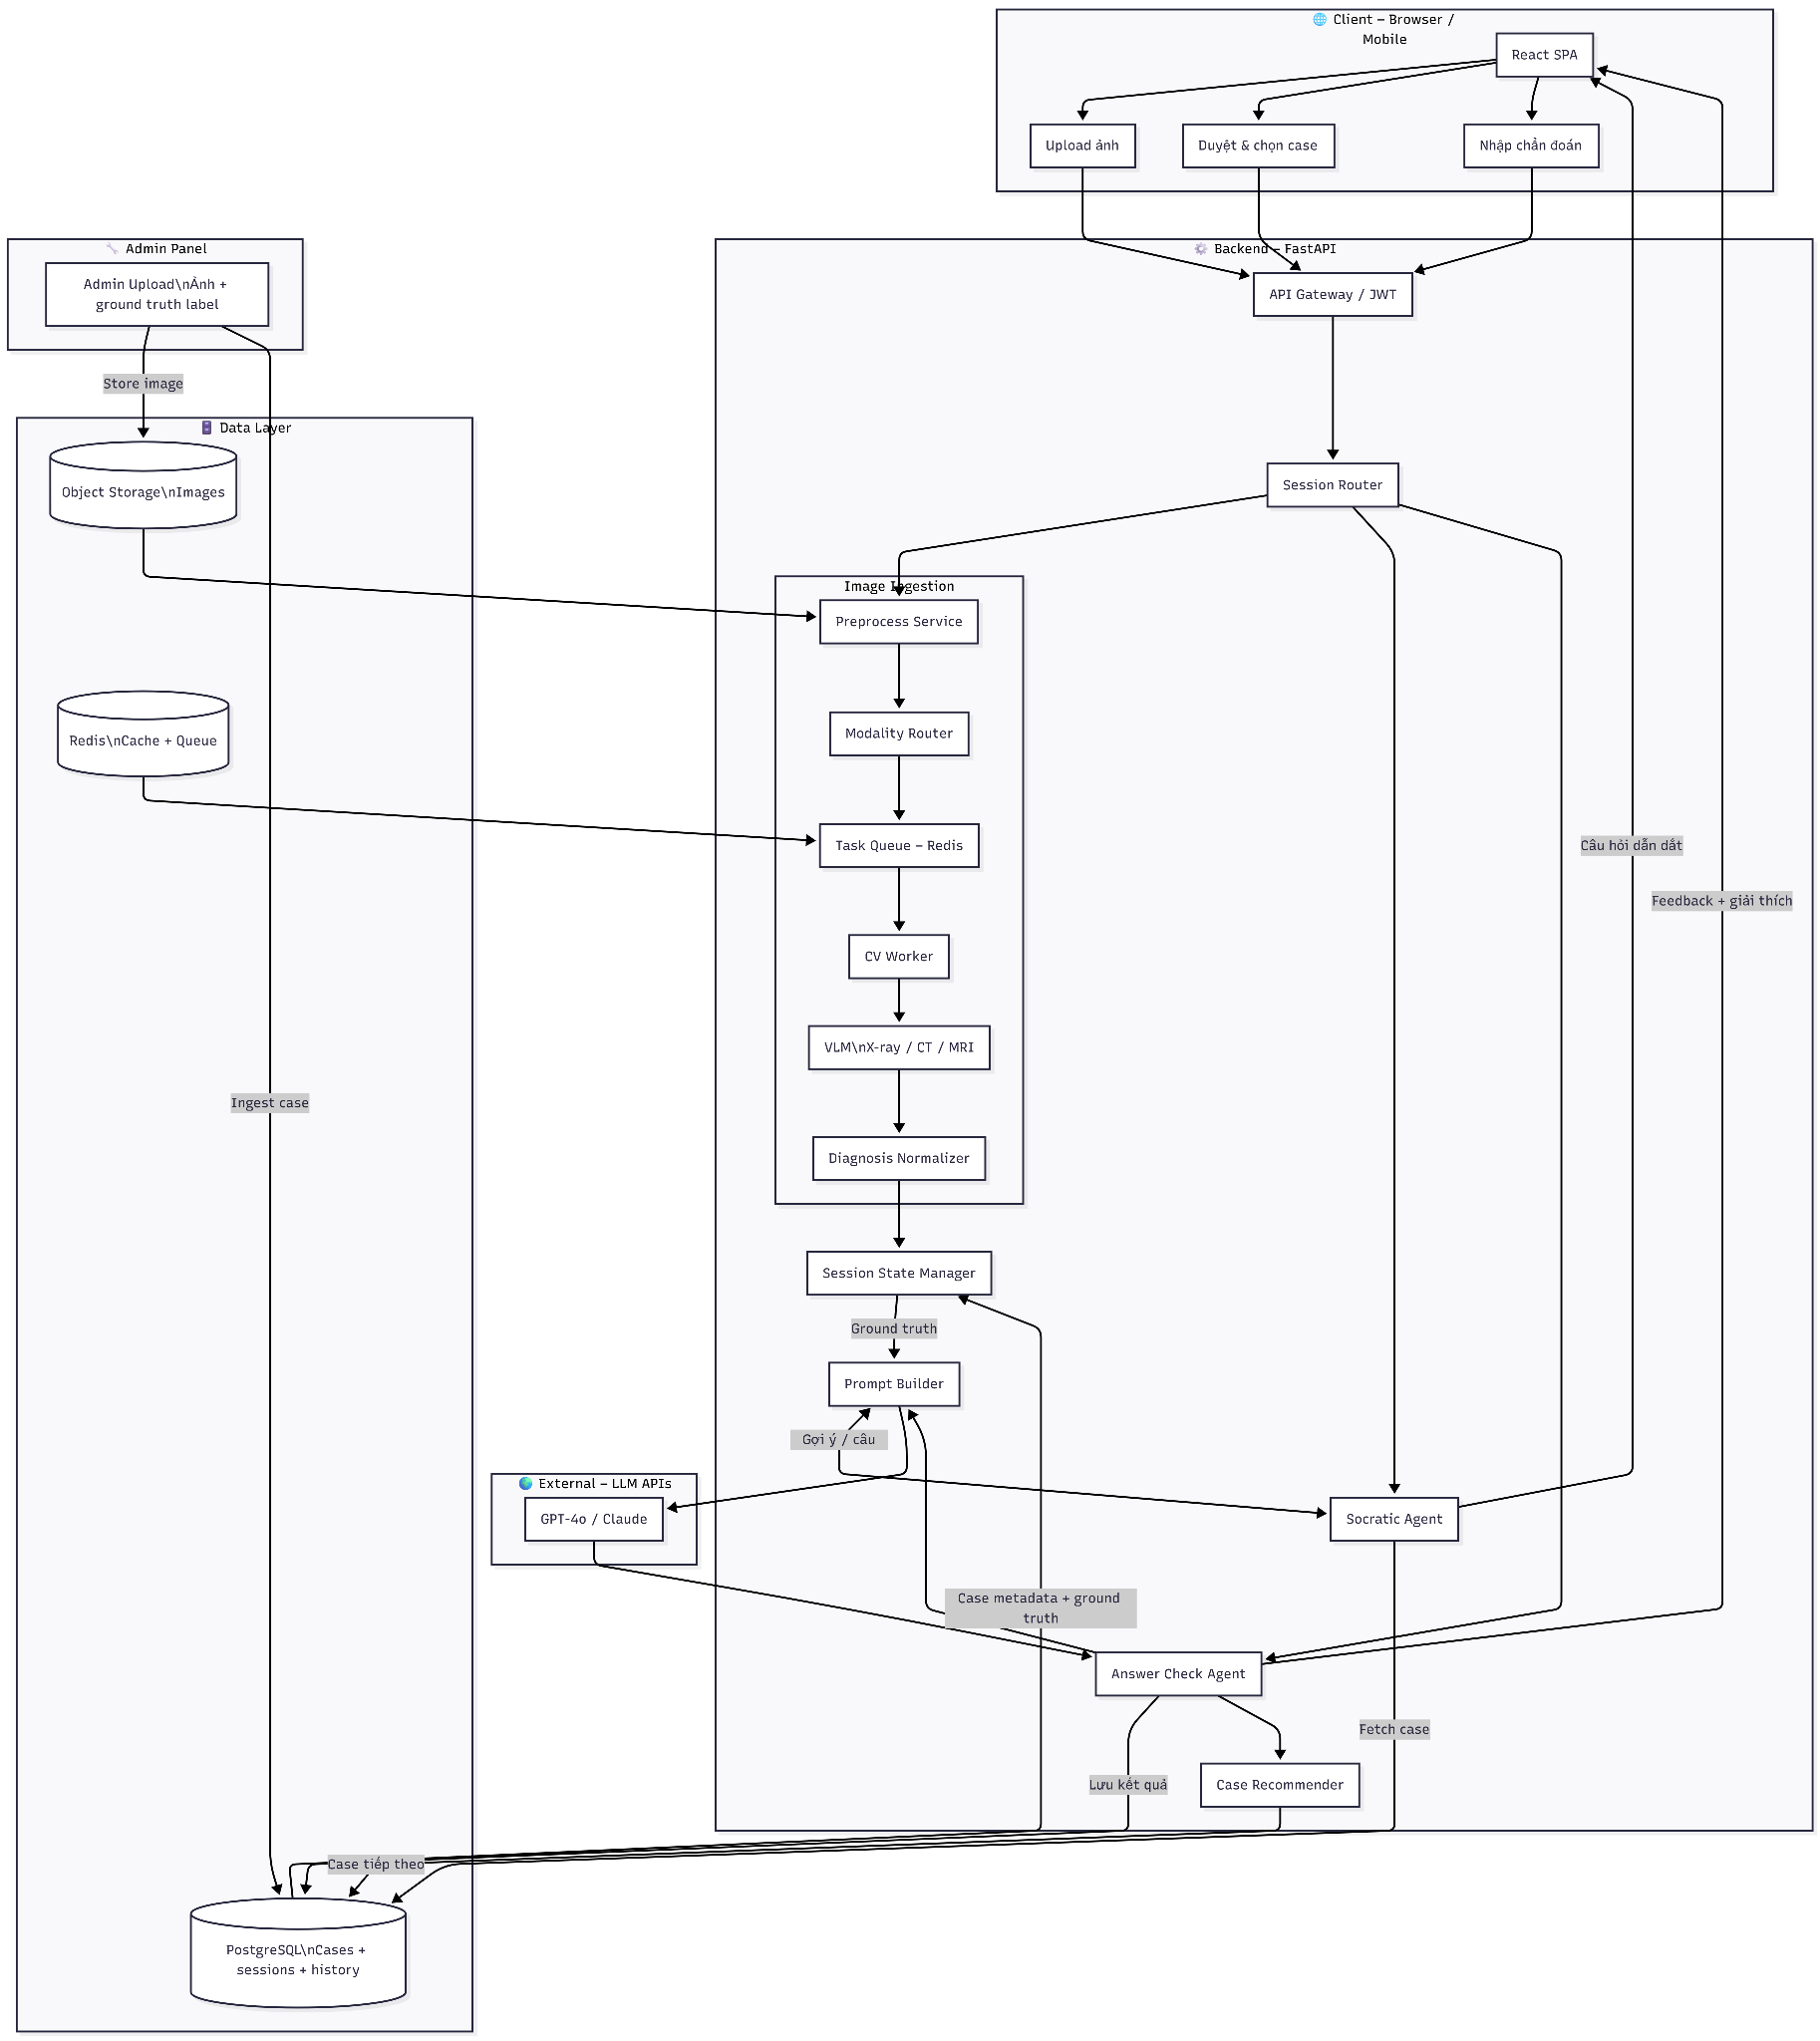 Client – Browser /
Mobile
React SPA
Upload ảnh
Duyệt & chọn case
Nhập chẩn đoán
Admin Panel
Admin Upload\nẢnh +
ground truth label
Backend – FastAPI
API Gateway / JWT
Store image
Data Layer
Object Storage\nImages
Session Router
Image Ingestion
Preprocess Service
Modality Router
Redis\nCache + Queue
Task Queue – Redis
Câu hỏi dẫn dắt
Feedback + giải thích
CV Worker
VLM\nX-ray / CT / MRI
Ingest case
Diagnosis Normalizer
Session State Manager
Ground truth
Prompt Builder
Gợi ý / câu
External – LLM APIs
GPT-4o / Claude
Socratic Agent
Case metadata + ground
truth
Answer Check Agent
Fetch case
Lưu kết quả
Case Recommender
Case tiếp theo
PostgreSQL\nCases +
sessions + history